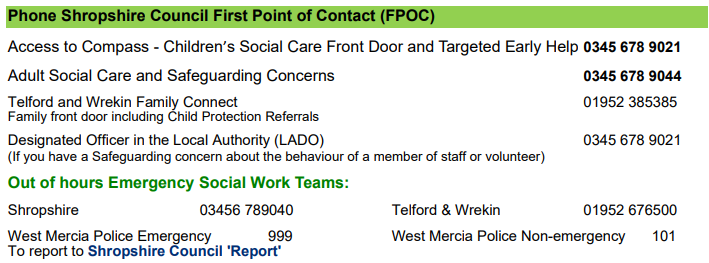 Phone Shropshire Council First Point of Contact (FPOC)
Access to Compass - Children's Social Care Front Door and Targeted Early Help 0345 678 9021
Adult Social Care and Safeguarding Concerns 0345 678 9044
Telford and Wrekin Family Connect 01952 385385
Family front door including Child Protection Referrals
Designated Officer in the Local Authority (LADO) 0345 678 9021
(If you have a Safeguarding concern about the behaviour of a member of staff or volunteer)
Out of hours Emergency Social Work Teams:
Shropshire 03456 789040 Telford & Wrekin 01952 676500
West Mercia Police Emergency 999 West Mercia Police Non-emergency 101
To report to Shropshire Council 'Report'